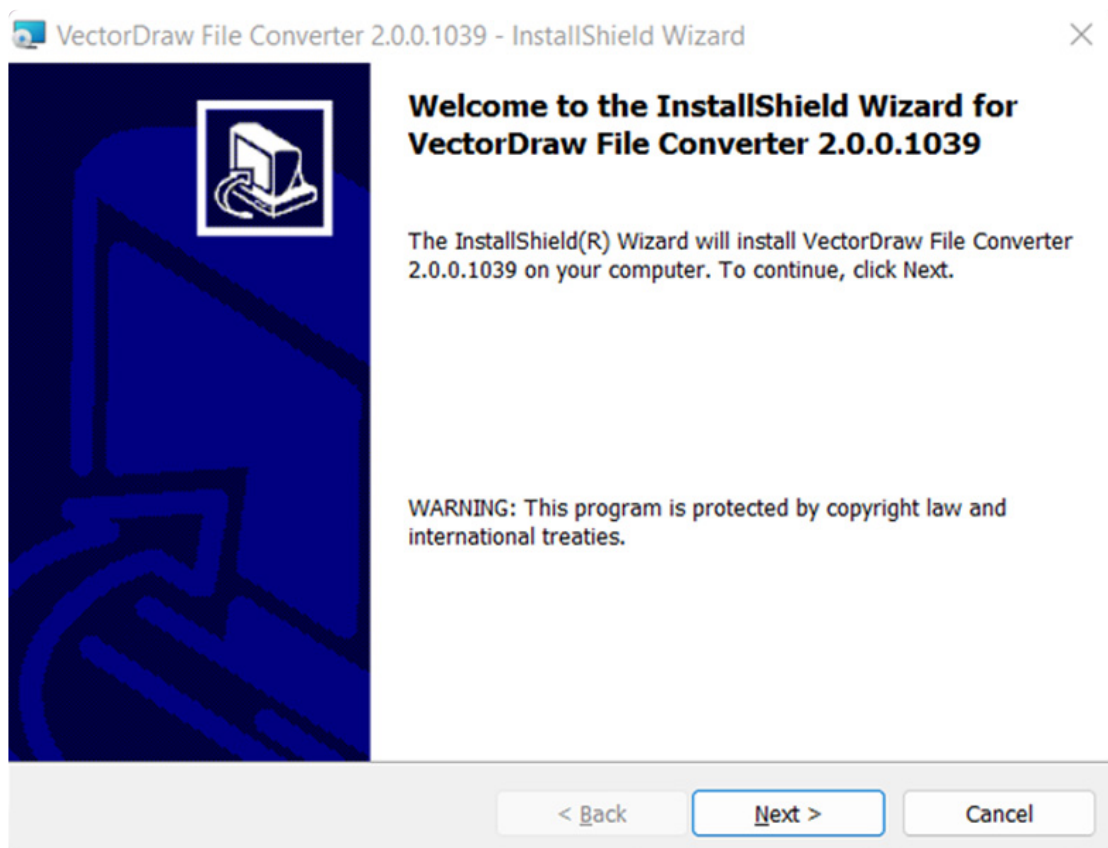 VectorDraw File Converter 2.0.0.1039 - InstallShield Wizard
Welcome to the InstallShield Wizard for
VectorDraw File Converter 2.0.0.1039
The InstallShield(R) Wizard will install VectorDraw File Converter
2.0.0.1039 on your computer. To continue, click Next.
WARNING: This program is protected by copyright law and
international treaties.
< Back
Next >
Cancel